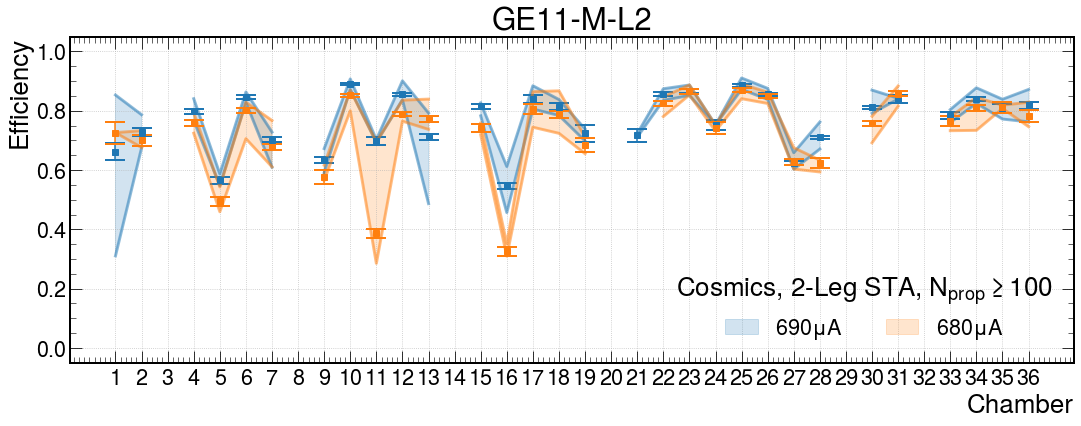 GE11-M-L2
Efficiency
1.0
0.8
0.6
0.4
0.2
0.0
Cosmics, 2-Leg STA, Nprop ≥ 100
690µA 680µA
1 2 3 4 5 6 7 8 9 10 11 12 13 14 15 16 17 18 19 20 21 22 23 24 25 26 27 28 29 30 31 32 33 34 35 36
Chamber